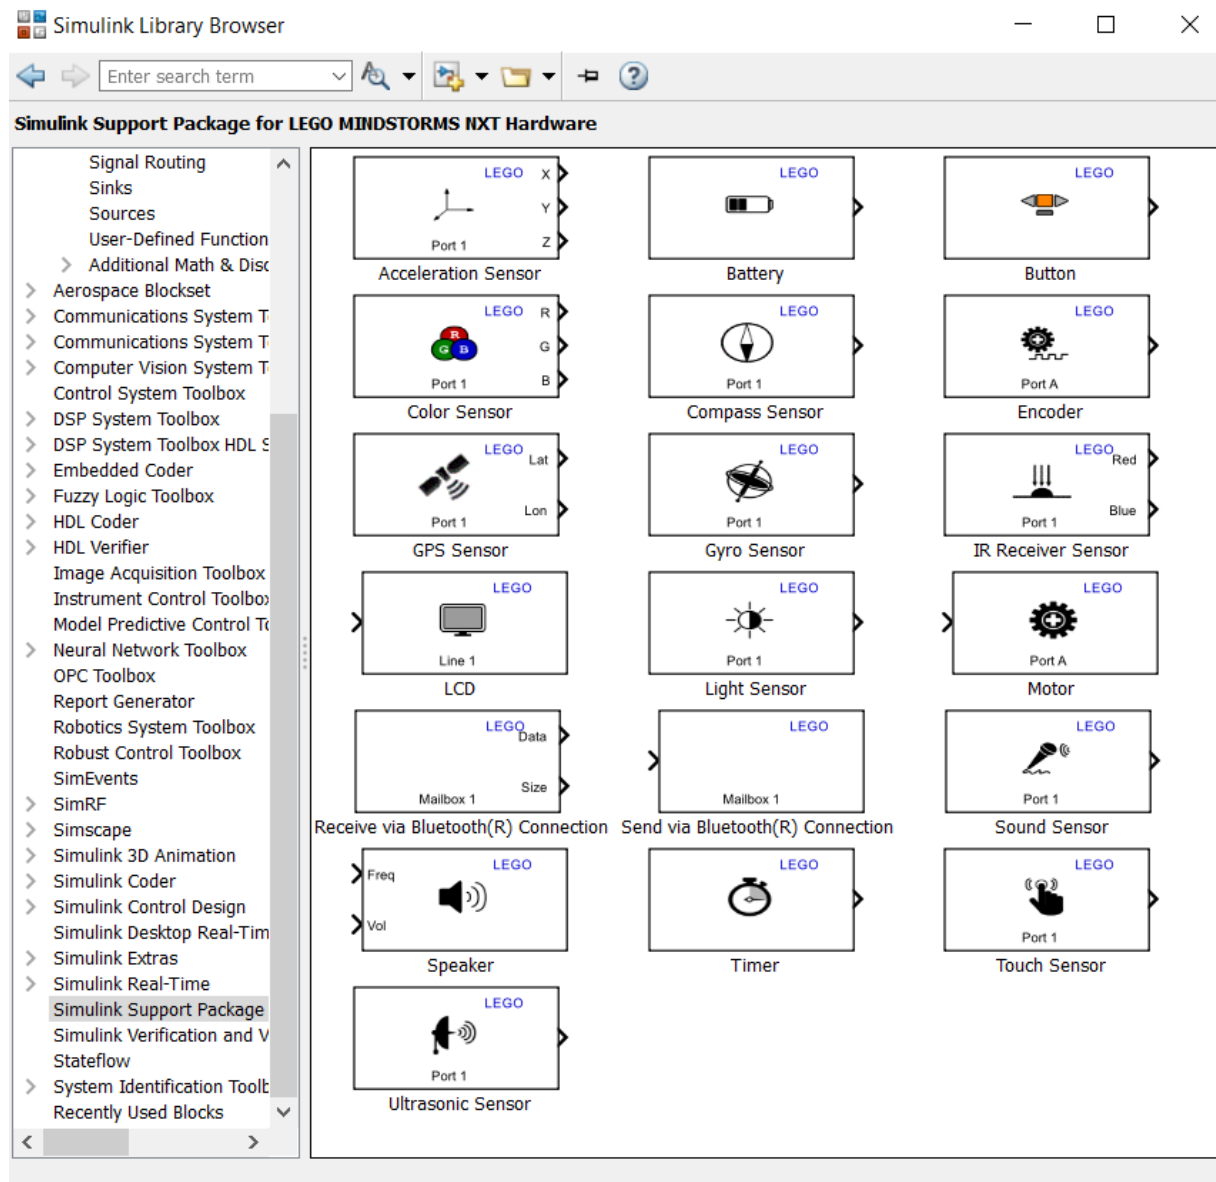 Simulink Library Browser
Enter search term
Simulink Support Package for LEGO MINDSTORMS NXT Hardware
Signal Routing
Sinks
Sources
User-Defined Function
Additional Math & Disc
Aerospace Blockset
Communications System T
Communications System T
Computer Vision System T
Control System Toolbox
DSP System Toolbox
DSP System Toolbox HDL S
Embedded Coder
Fuzzy Logic Toolbox
HDL Coder
HDL Verifier
Image Acquisition Toolbox
Instrument Control Toolbox
Model Predictive Control To
Neural Network Toolbox
OPC Toolbox
Report Generator
Robotics System Toolbox
Robust Control Toolbox
SimEvents
SimRF
Simscape
Simulink 3D Animation
Simulink Coder
Simulink Control Design
Simulink Desktop Real-Tim
Simulink Extras
Simulink Real-Time
Simulink Support Package
Simulink Verification and V
Stateflow
System Identification Toolb
Recently Used Blocks
LEGO X
Y
Port 1 Z
Acceleration Sensor
LEGO
Battery
LEGO
Button
LEGO R
R
G B G
Port 1 B
Color Sensor
LEGO
Port 1
Compass Sensor
LEGO
Port A
Encoder
LEGO Lat
Lon
Port 1
GPS Sensor
LEGO
Port 1
Gyro Sensor
LEGO Red
Blue
Port 1
IR Receiver Sensor
LEGO
Line 1
LCD
LEGO
Port 1
Light Sensor
LEGO
Port A
Motor
LEGO Data
Size
Mailbox 1
Receive via Bluetooth(R) Connection
LEGO
Mailbox 1
Send via Bluetooth(R) Connection
LEGO
Port 1
Sound Sensor
LEGO
Freq
Vol
Speaker
LEGO
Timer
LEGO
Port 1
Touch Sensor
LEGO
Port 1
Ultrasonic Sensor